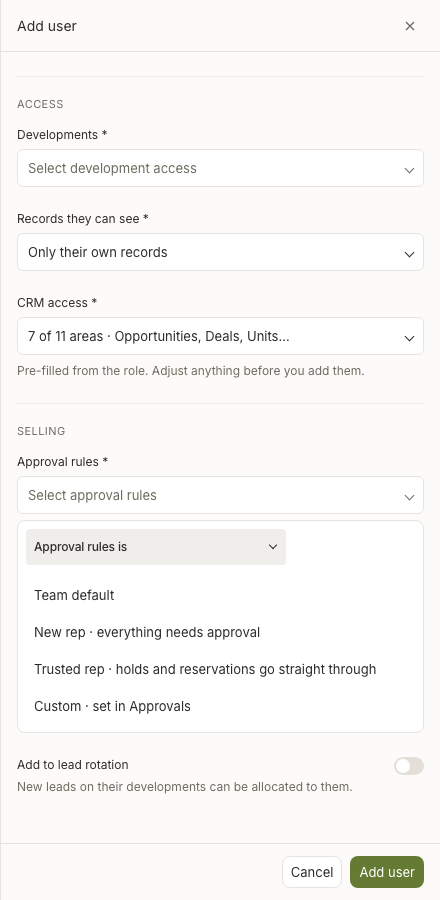 Add user
ACCESS
Developments *
Select development access
Records they can see *
Only their own records
CRM access *
7 of 11 areas · Opportunities, Deals, Units...
Pre-filled from the role. Adjust anything before you add them.
SELLING
Approval rules *
Select approval rules
Approval rules is
Team default
New rep · everything needs approval
Trusted rep · holds and reservations go straight through
Custom · set in Approvals
Add to lead rotation
New leads on their developments can be allocated to them.
Cancel
Add user